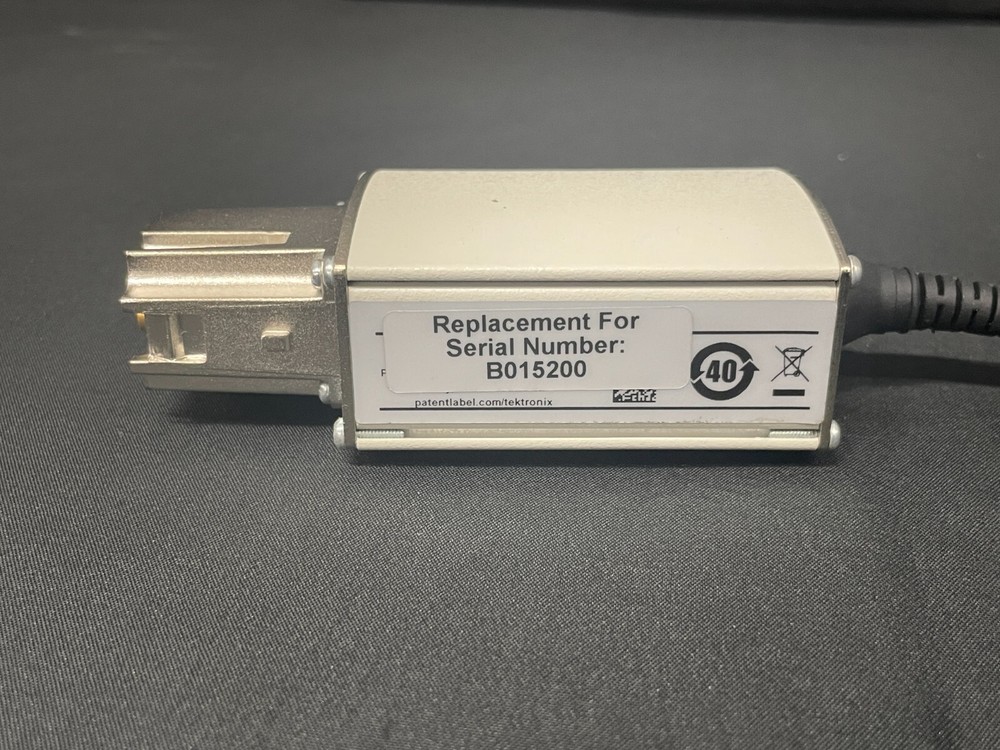 Replacement For
Serial Number:
B015200
40
patentlabel.com/tektronix